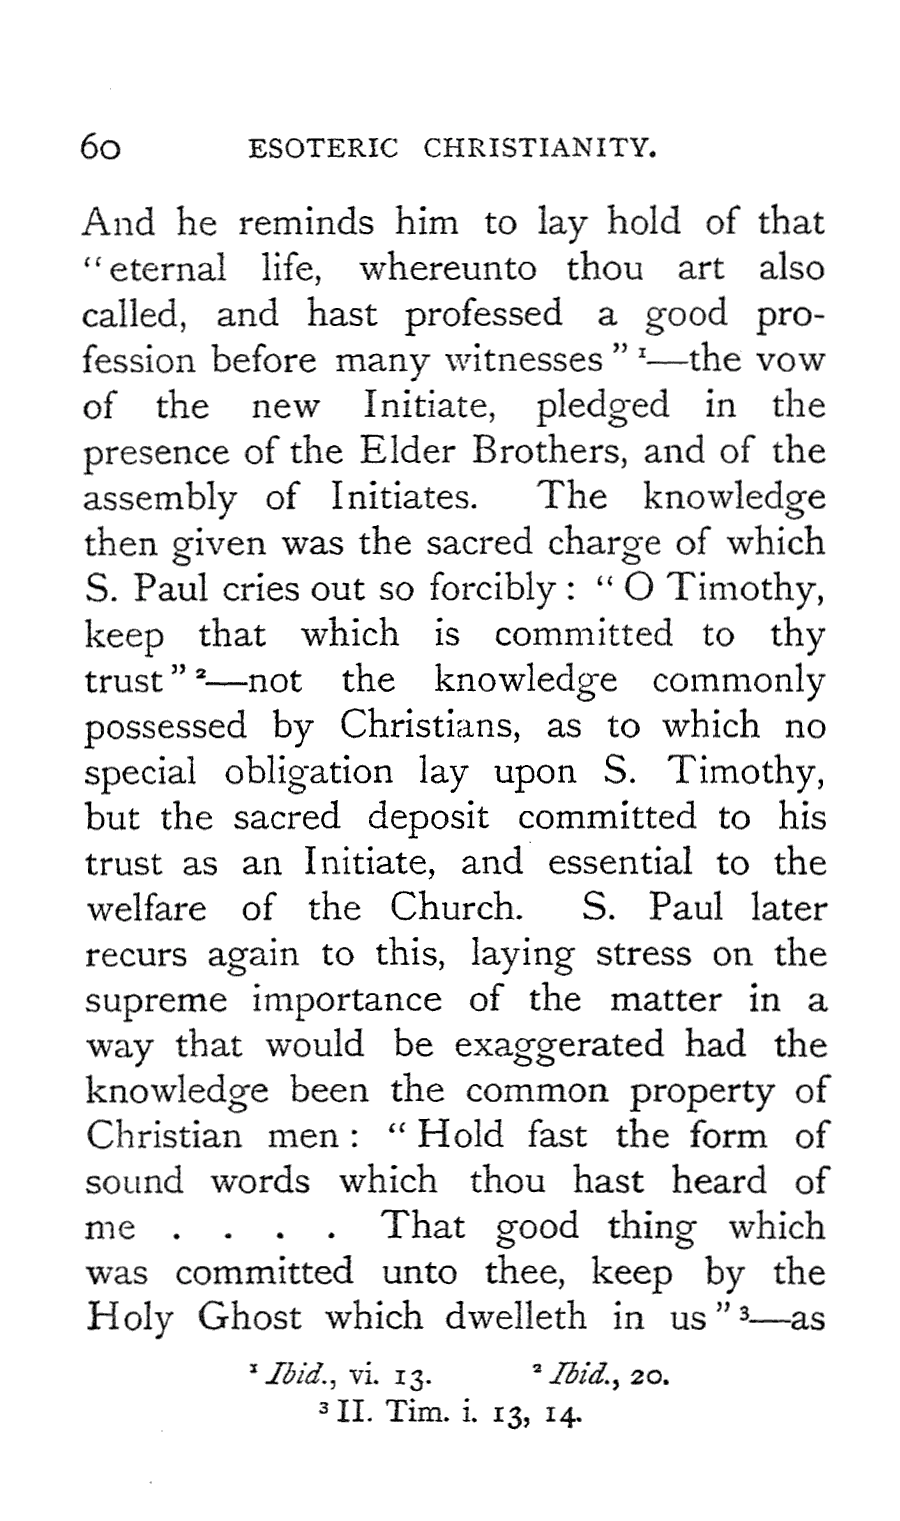 60 ESOTERIC CHRISTIANITY.
And he reminds him to lay hold of that
“eternal life, whereunto thou art also
called, and hast professed a good pro-
fession before many witnesses” ¹—the vow
of the new Initiate, pledged in the
presence of the Elder Brothers, and of the
assembly of Initiates. The knowledge
then given was the sacred charge of which
S. Paul cries out so forcibly : “O Timothy,
keep that which is committed to thy
trust” ²—not the knowledge commonly
possessed by Christians, as to which no
special obligation lay upon S. Timothy,
but the sacred deposit committed to his
trust as an Initiate, and essential to the
welfare of the Church. S. Paul later
recurs again to this, laying stress on the
supreme importance of the matter in a
way that would be exaggerated had the
knowledge been the common property of
Christian men : “Hold fast the form of
sound words which thou hast heard of
me . . . . That good thing which
was committed unto thee, keep by the
Holy Ghost which dwelleth in us” ³—as
¹ Ibid., vi. 13. ² Ibid., 20.
³ II. Tim. i. 13, 14.